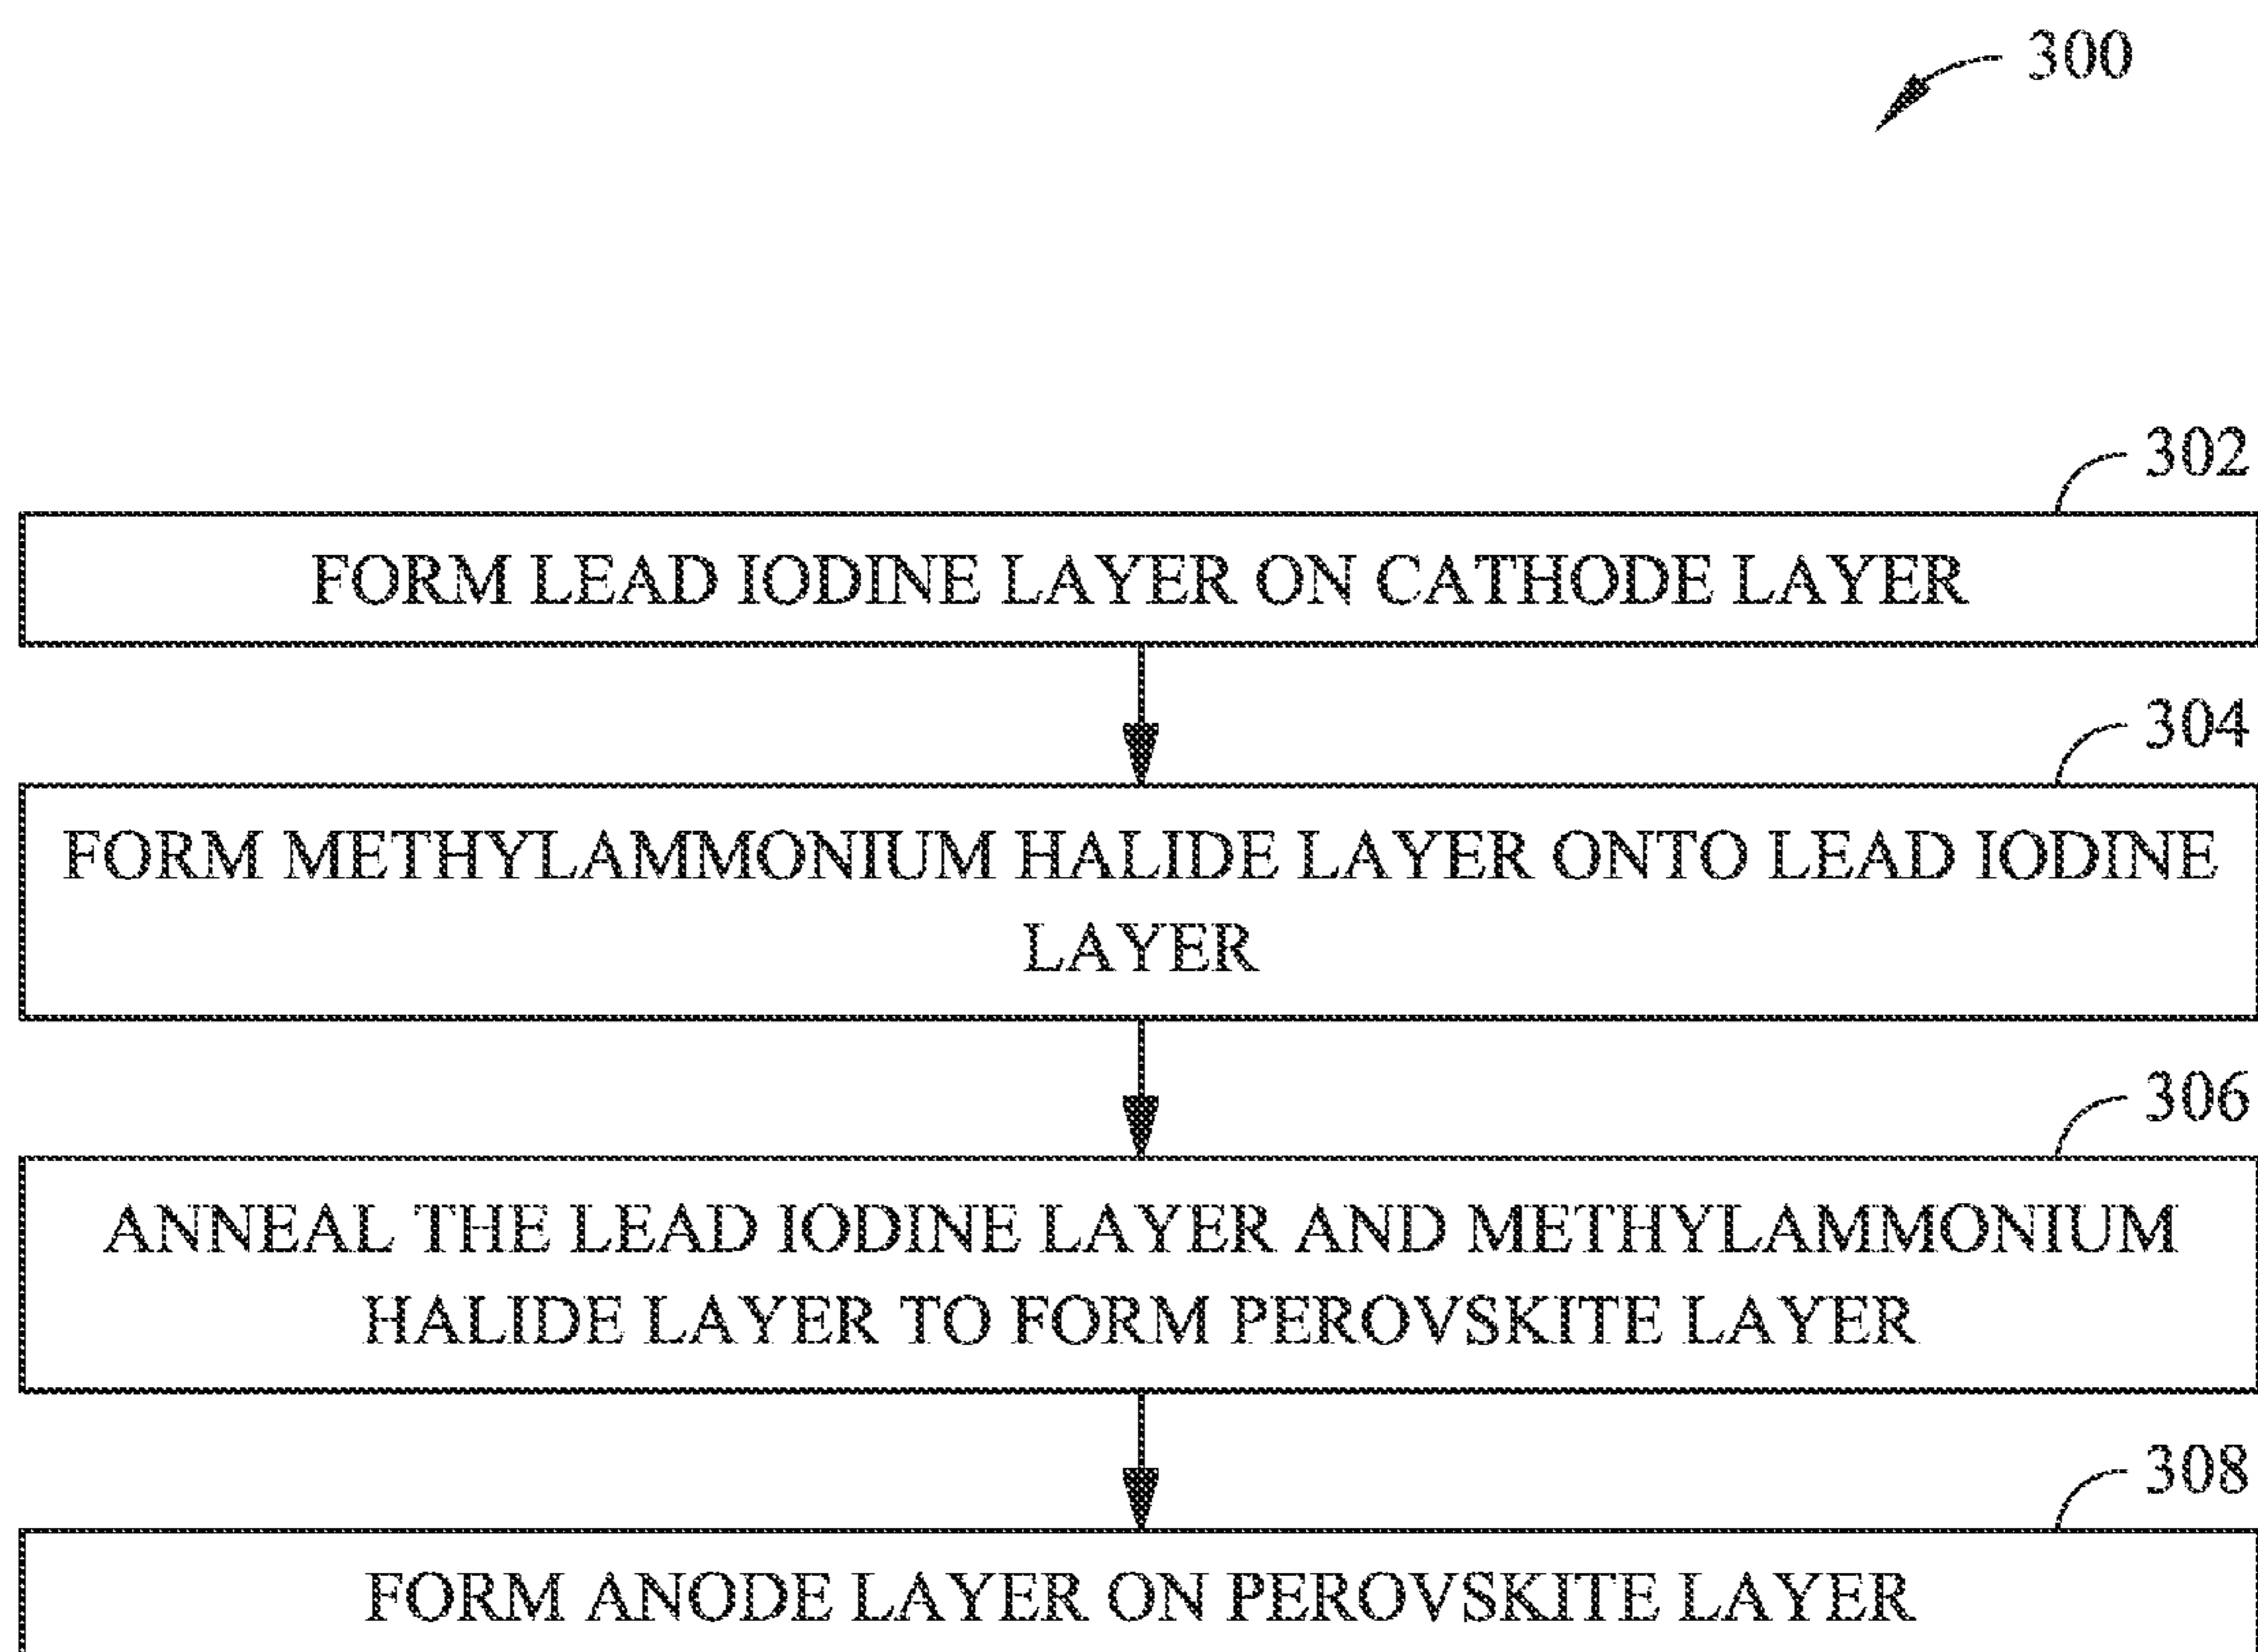 300
302
FORM LEAD IODINE LAYER ON CATHODE LAYER
304
FORM METHYLAMMONIUM HALIDE LAYER ONTO LEAD IODINE
LAYER
306
ANNEAL THE LEAD IODINE LAYER AND METHYLAMMONIUM
HALIDE LAYER TO FORM PEROVSKITE LAYER
308
FORM ANODE LAYER ON PEROVSKITE LAYER